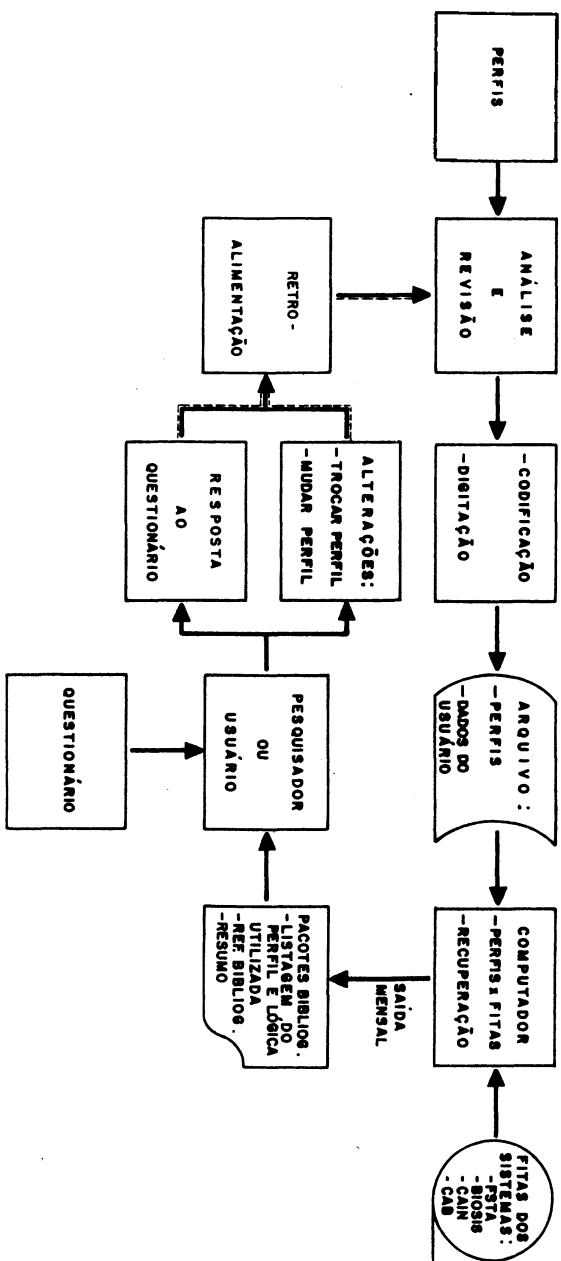 PERFIS
ANÁLISE
E
REVISÃO
-CODIFICAÇÃO
-DIGITAÇÃO
ARQUIVO:
-PERFIS
-DADOS DO
USUÁRIO
COMPUTADOR
-PERFIS x FITAS
-RECUPERAÇÃO
FITAS DOS
SISTEMAS:
-FSTA
-BIOSIS
-CAIN
-CAB
SAÍDA
MENSAL
RETRO-
ALIMENTAÇÃO
ALTERAÇÕES:
-TROCAR PERFIL
-MUDAR PERFIL
RESPOSTA
AO
QUESTIONÁRIO
PESQUISADOR
OU
USUÁRIO
PACOTES BIBLIOG.
-LISTAGEM DO
PERFIL E LÓGICA
UTILIZADA
-REF. BIBLIOG.
-RESUMO
QUESTIONÁRIO